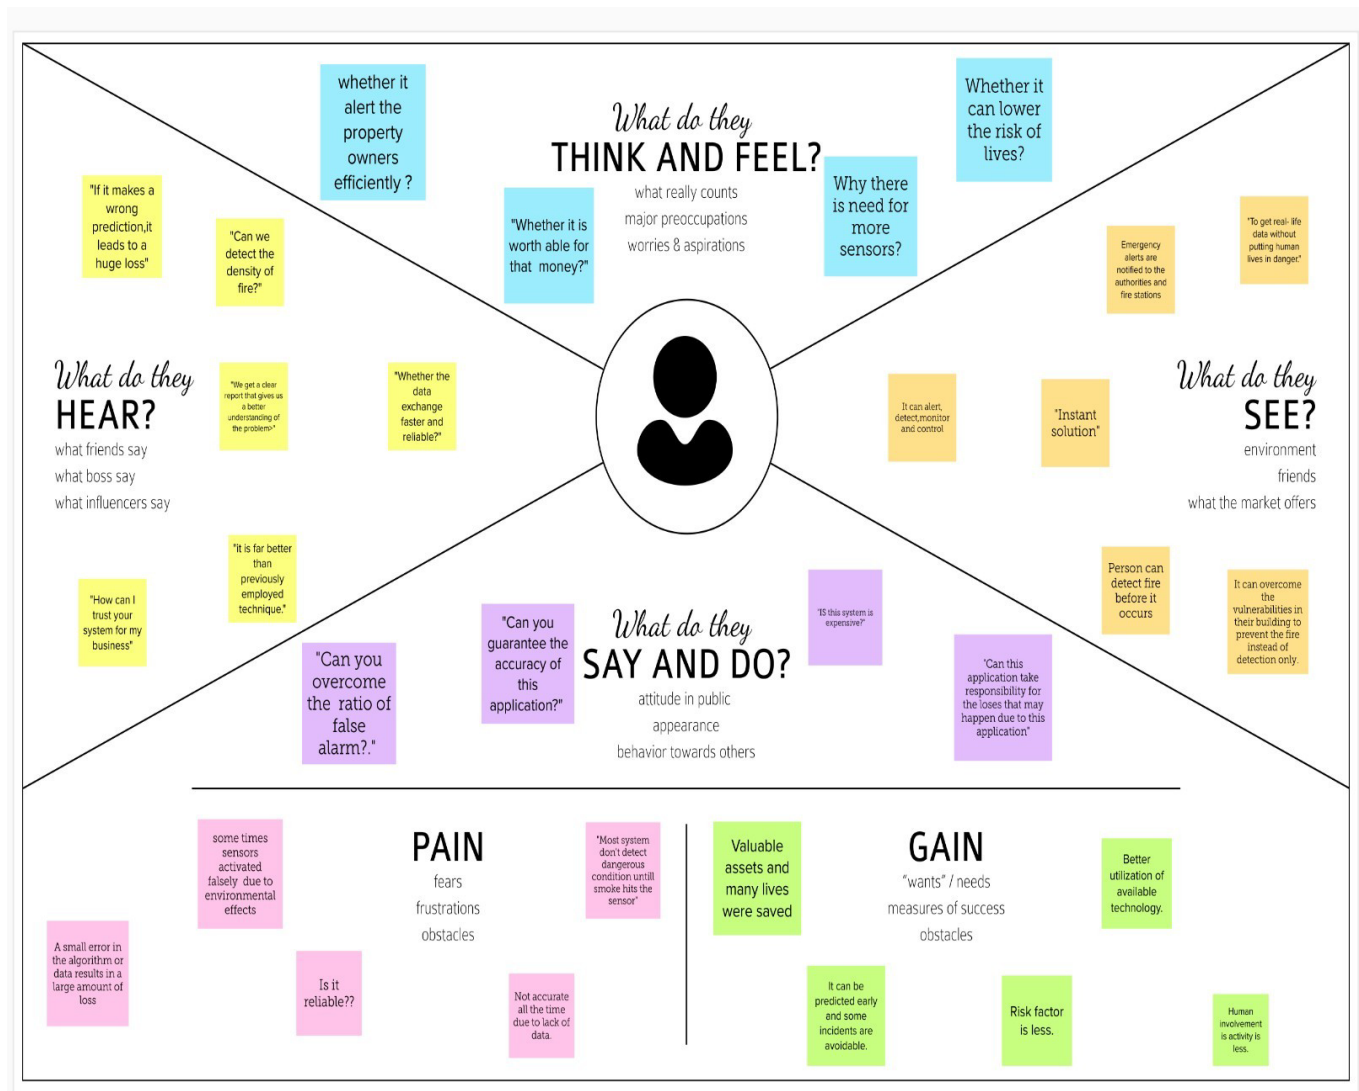 whether it
alert the
property
owners
efficiently ?
What do they
THINK AND FEEL?
what really counts
major preoccupations
worries & aspirations
"Whether it is
worth able for
that  money?"
Why there
is need for
more
sensors?
Whether it
can lower
the risk of
lives?
"If it makes a
wrong
prediction,it
leads to a
huge loss"
"Can we
detect the
density of
fire?"
What do they
HEAR?
what friends say
what boss say
what influencers say
"We get a clear
report that gives us
a better
understanding of
the problem>"
"Whether the
data
exchange
faster and
reliable?"
"it is far better
than
previously
employed
technique."
"How can I
trust your
system for my
business"
Emergency
alerts are
notified to the
authorities and
fire stations
"To get real- life
data without
putting human
lives in danger."
What do they
SEE?
environment
friends
what the market offers
It can alert,
detect,monitor
and control
"Instant
solution"
Person can
detect fire
before it
occurs
It can overcome
the
vulnerabilities in
their building to
prevent the fire
instead of
detection only.
What do they
SAY AND DO?
attitude in public
appearance
behavior towards others
"Can you
overcome
the  ratio of
false
alarm?."
"Can you
guarantee the
accuracy of
this
application?"
"IS this system is
expensive?"
"Can this
application take
responsibility for
the loses that may
happen due to this
application"
PAIN
fears
frustrations
obstacles
some times
sensors
activated
falsely  due to
environmental
effects
"Most system
don't detect
dangerous
condition untill
smoke hits the
sensor"
A small error in
the algorithm or
data results in a
large amount of
loss
Is it
reliable??
Not accurate
all the time
due to lack of
data.
GAIN
"wants" / needs
measures of success
obstacles
Valuable
assets and
many lives
were saved
Better
utilization of
available
technology.
It can be
predicted early
and some
incidents are
avoidable.
Risk factor
is less.
Human
involvement
is activity is
less.